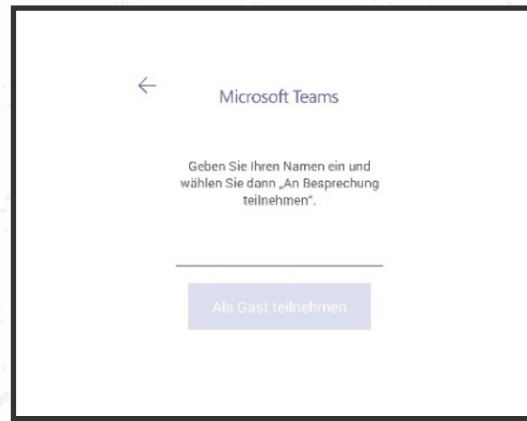 Microsoft Teams
Geben Sie Ihren Namen ein und
wählen Sie dann „An Besprechung
teilnehmen“.
Als Gast teilnehmen